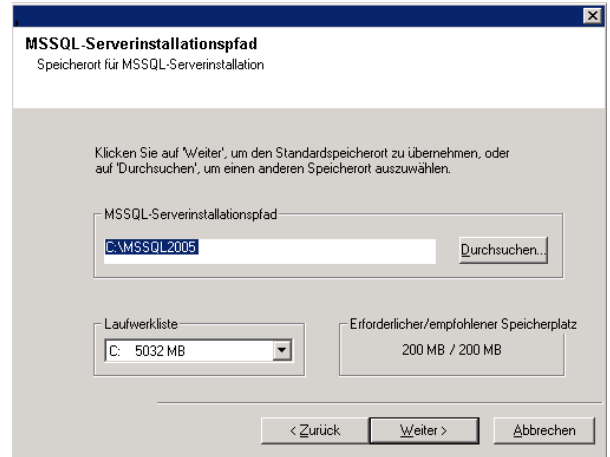 MSSQL-Serverinstallationspfad
Speicherort für MSSQL-Serverinstallation
Klicken Sie auf 'Weiter', um den Standardspeicherort zu übernehmen, oder
auf 'Durchsuchen', um einen anderen Speicherort auszuwählen.
MSSQL-Serverinstallationspfad
C:\MSSQL2005
Durchsuchen...
Laufwerkliste
C: 5032 MB
Erforderlicher/empfohlener Speicherplatz
200 MB / 200 MB
< Zurück
Weiter >
Abbrechen